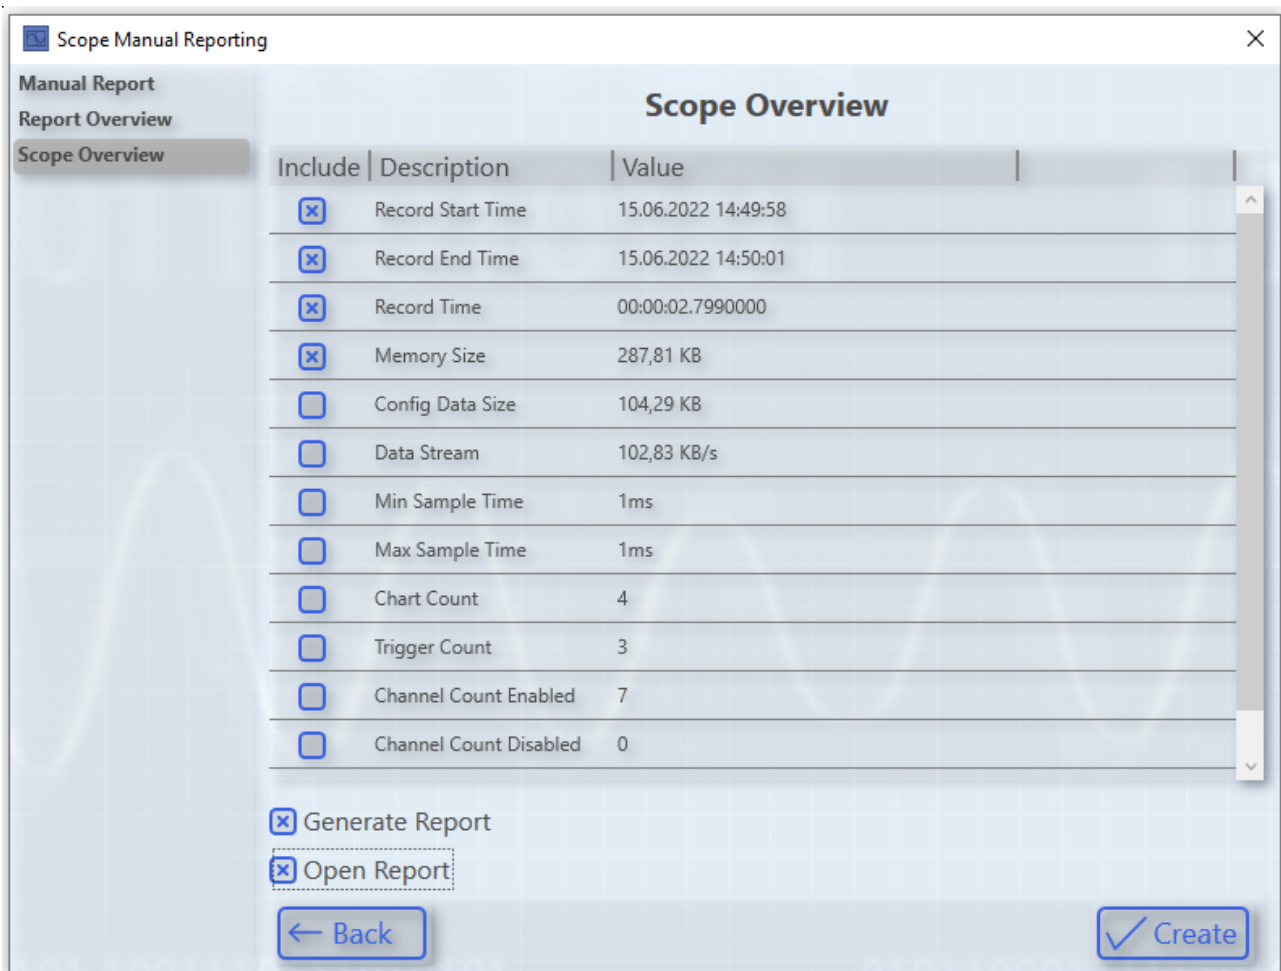 Scope Manual Reporting
Manual Report
Report Overview
Scope Overview
Scope Overview
Include Description Value
Record Start Time 15.06.2022 14:49:58
Record End Time 15.06.2022 14:50:01
Record Time 00:00:02.7990000
Memory Size 287,81 KB
Config Data Size 104,29 KB
Data Stream 102,83 KB/s
Min Sample Time 1ms
Max Sample Time 1ms
Chart Count 4
Trigger Count 3
Channel Count Enabled 7
Channel Count Disabled 0
Generate Report
Open Report
Back
Create